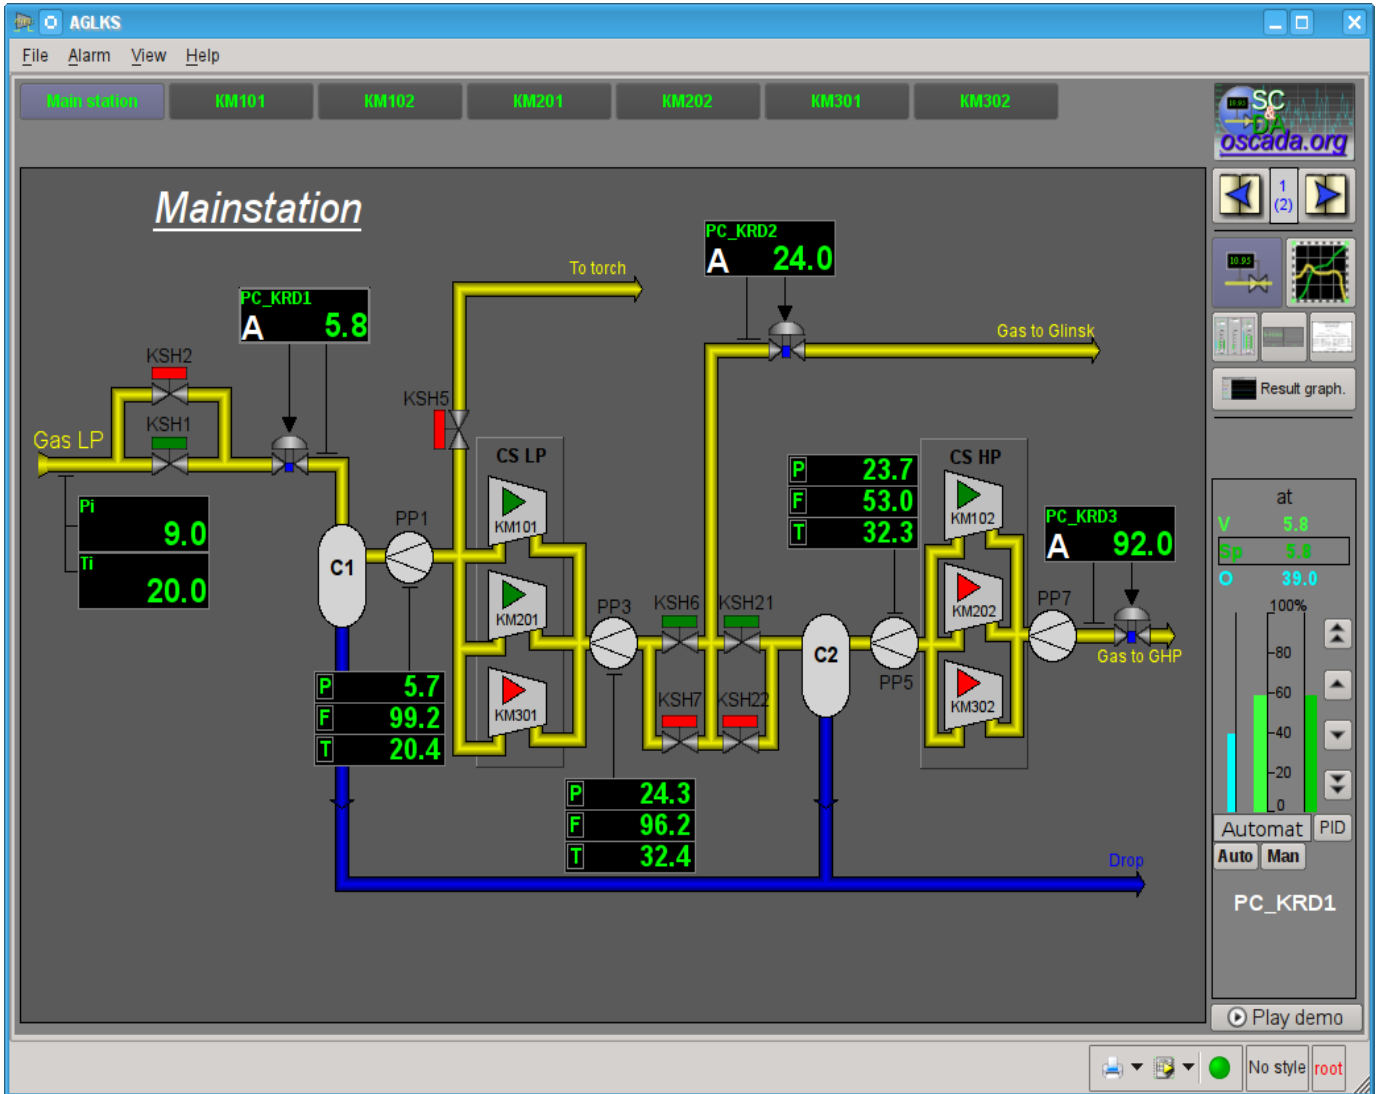 AGLKS
File Alarm View Help
Main station KM101 KM102 KM201 KM202 KM301 KM302
SC
&
DA
oscada.org
1
(2)
10.95
Result graph.
Mainstation
PC_KRD2
A 24.0
To torch
PC_KRD1
A 5.8
Gas to Glinsk
KSH2
KSH5
KSH1
Gas LP
CS LP
CS HP
Pi
9.0
Ti
20.0
P 23.7
F 53.0
T 32.3
KM101
KM102
PC_KRD3
A 92.0
PP1
C1
KM201
KM202
PP3
KSH6
KSH21
PP7
C2
Gas to GHP
PP5
P 5.7
F 99.2
T 20.4
KM301
KSH7
KSH22
KM302
P 24.3
F 96.2
T 32.4
Drop
at
V 5.8
Sp 5.8
O 39.0
100%
80
60
40
20
0
Automat PID
Auto Man
PC_KRD1
Play demo
No style root